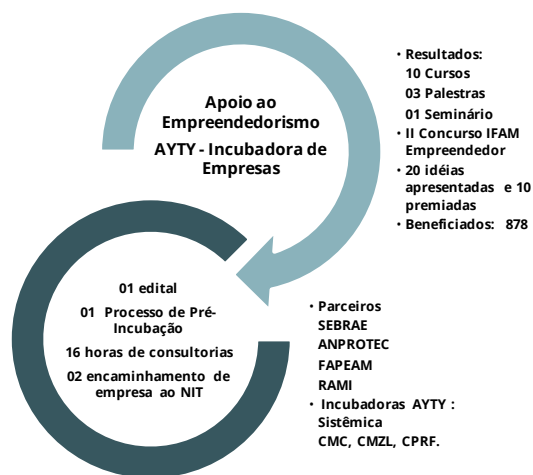 Apoio ao
Empreendedorismo
AYTY - Incubadora de
Empresas
• Resultados:
10 Cursos
03 Palestras
01 Seminário
• II Concurso IFAM
Empreendedor
• 20 idéias
apresentadas e 10
premiadas
• Beneficiados: 878
01 edital
01 Processo de Pré-
Incubação
16 horas de consultorias
02 encaminhamento de
empresa ao NIT
• Parceiros
SEBRAE
ANPROTEC
FAPEAM
RAMI
• Incubadoras AYTY :
Sistêmica
CMC, CMZL, CPRF.